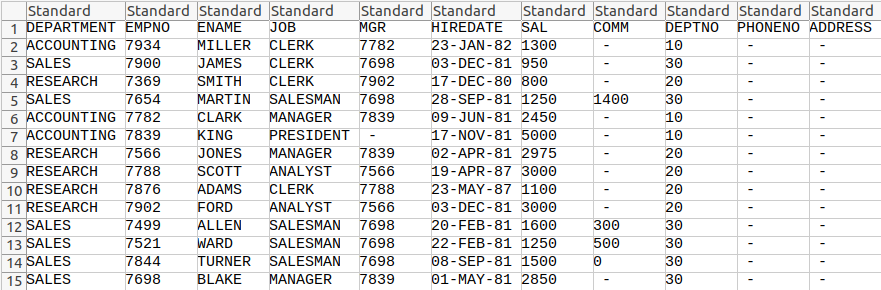 Standard Standard Standard Standard Standard Standard Standard Standard Standard Standard Standard
1 DEPARTMENT EMPNO ENAME JOB MGR HIREDATE SAL COMM DEPTNO PHONENO ADDRESS
2 ACCOUNTING 7934 MILLER CLERK 7782 23-JAN-82 1300 - 10 - -
3 SALES 7900 JAMES CLERK 7698 03-DEC-81 950 - 30 - -
4 RESEARCH 7369 SMITH CLERK 7902 17-DEC-80 800 - 20 - -
5 SALES 7654 MARTIN SALESMAN 7698 28-SEP-81 1250 1400 30 - -
6 ACCOUNTING 7782 CLARK MANAGER 7839 09-JUN-81 2450 - 10 - -
7 ACCOUNTING 7839 KING PRESIDENT - 17-NOV-81 5000 - 10 - -
8 RESEARCH 7566 JONES MANAGER 7839 02-APR-81 2975 - 20 - -
9 RESEARCH 7788 SCOTT ANALYST 7566 19-APR-87 3000 - 20 - -
10 RESEARCH 7876 ADAMS CLERK 7788 23-MAY-87 1100 - 20 - -
11 RESEARCH 7902 FORD ANALYST 7566 03-DEC-81 3000 - 20 - -
12 SALES 7499 ALLEN SALESMAN 7698 20-FEB-81 1600 300 30 - -
13 SALES 7521 WARD SALESMAN 7698 22-FEB-81 1250 500 30 - -
14 SALES 7844 TURNER SALESMAN 7698 08-SEP-81 1500 0 30 - -
15 SALES 7698 BLAKE MANAGER 7839 01-MAY-81 2850 - 30 - -